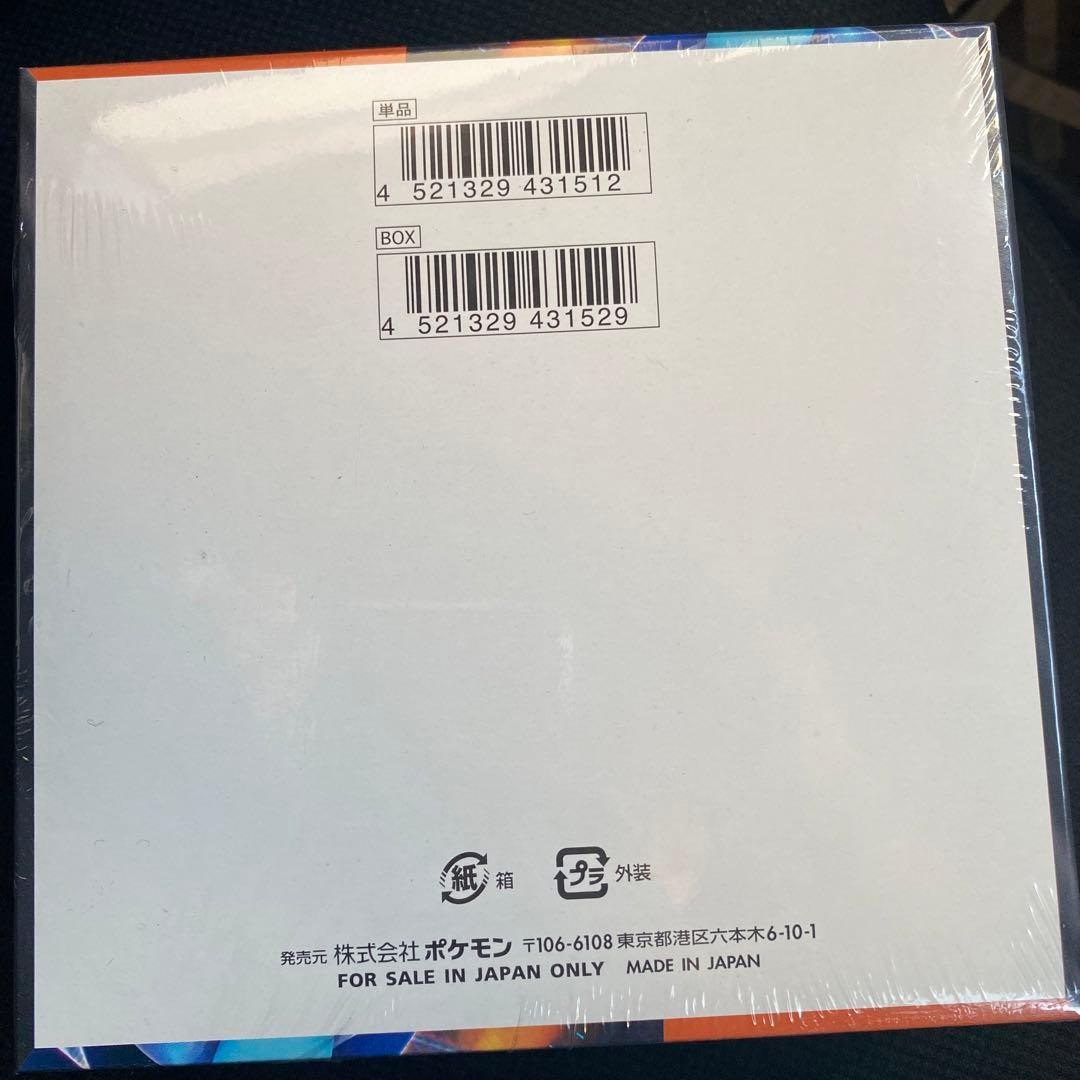 単品
4 521329 431512
BOX
4 521329 431529
紙 箱 プラ 外装
発売元 株式会社 ポケモン 〒106-6108 東京都港区六本木6-10-1
FOR SALE IN JAPAN ONLY MADE IN JAPAN